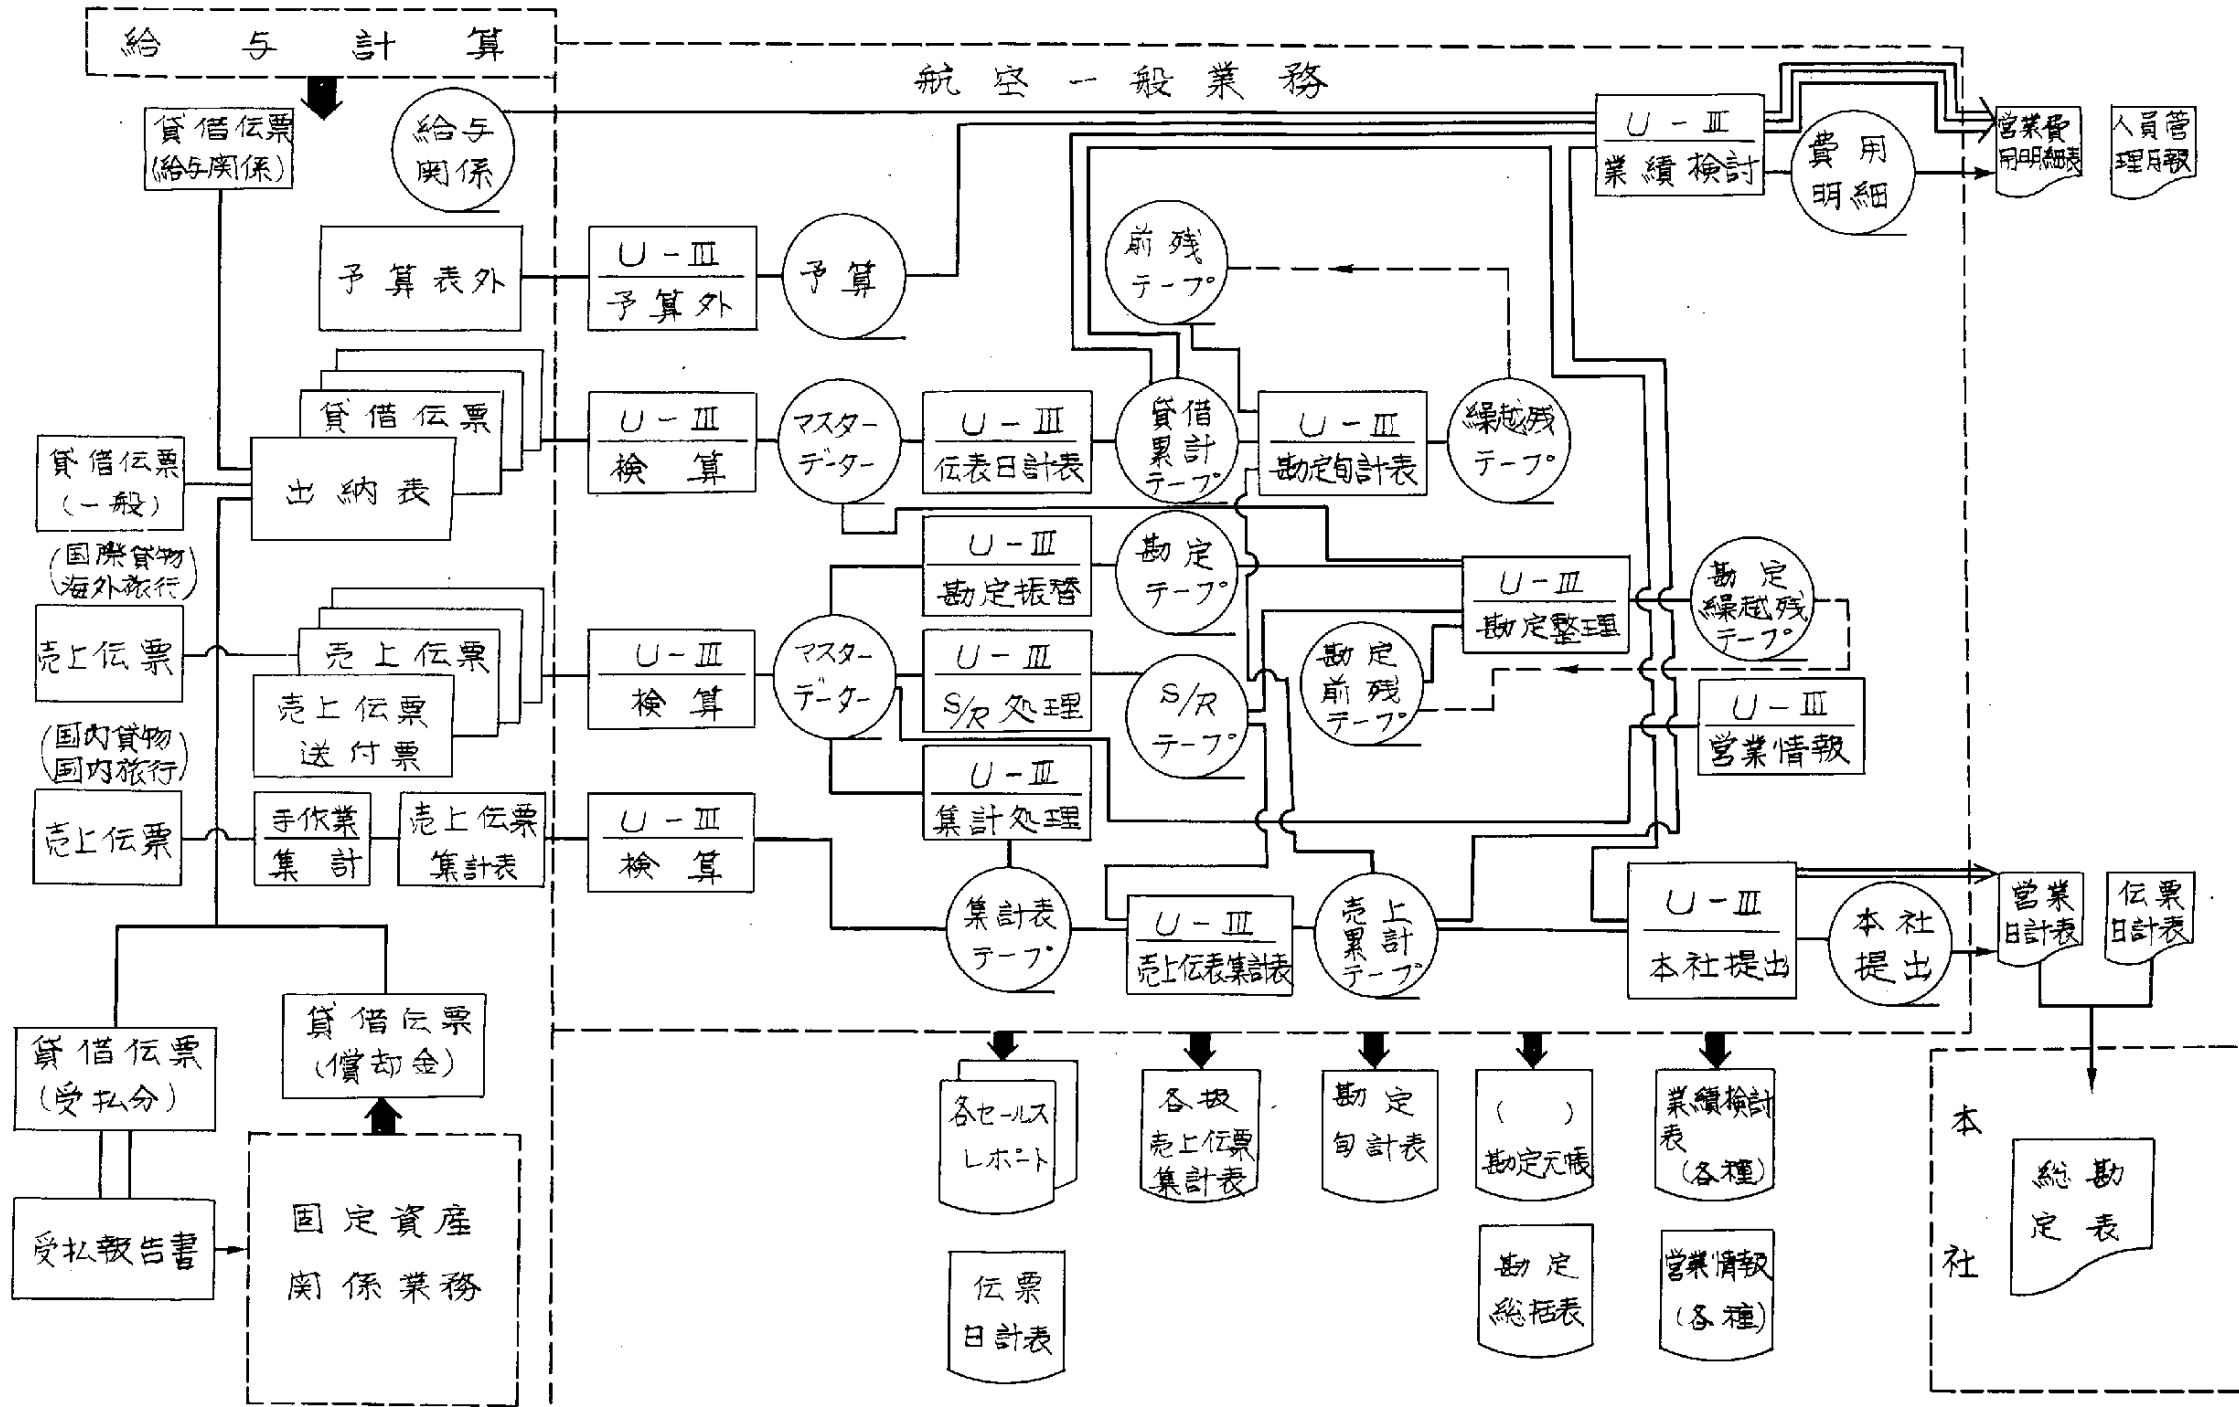 給与計算
航空一般業務
貸借伝票
(給与関係)
給与
関係
U-III
業績検討
費用
明細
営業費
用明細表
人員管
理月報
予算表外
U-III
予算外
予算
前残
テープ
貸借伝票
出納表
貸借伝票
(一般)
U-III
検算
マスター
データー
U-III
伝表日計表
貸借
累計
テープ
U-III
勘定旬計表
繰越残
テープ
(国際貸物
海外旅行)
売上伝票
売上伝票
売上伝票
送付票
U-III
検算
マスター
データー
U-III
勘定振替
勘定
テープ
U-III
S/R処理
S/R
テープ
U-III
集計処理
U-III
勘定整理
勘定
繰越残
テープ
勘定
前残
テープ
U-III
営業情報
(国内貸物
国内旅行)
売上伝票
手作業
集計
売上伝票
集計表
U-III
検算
集計表
テープ
U-III
売上伝表集計表
売上
累計
テープ
U-III
本社提出
本社
提出
営業
日計表
伝票
日計表
貸借伝票
(受払分)
貸借伝票
(償却金)
受払報告書
固定資産
関係業務
各セールス
レポート
伝票
日計表
各扱
売上伝票
集計表
勘定
旬計表
( )
勘定元帳
勘定
総括表
業績検討
表
(各種)
営業情報
(各種)
本社
総勘
定表